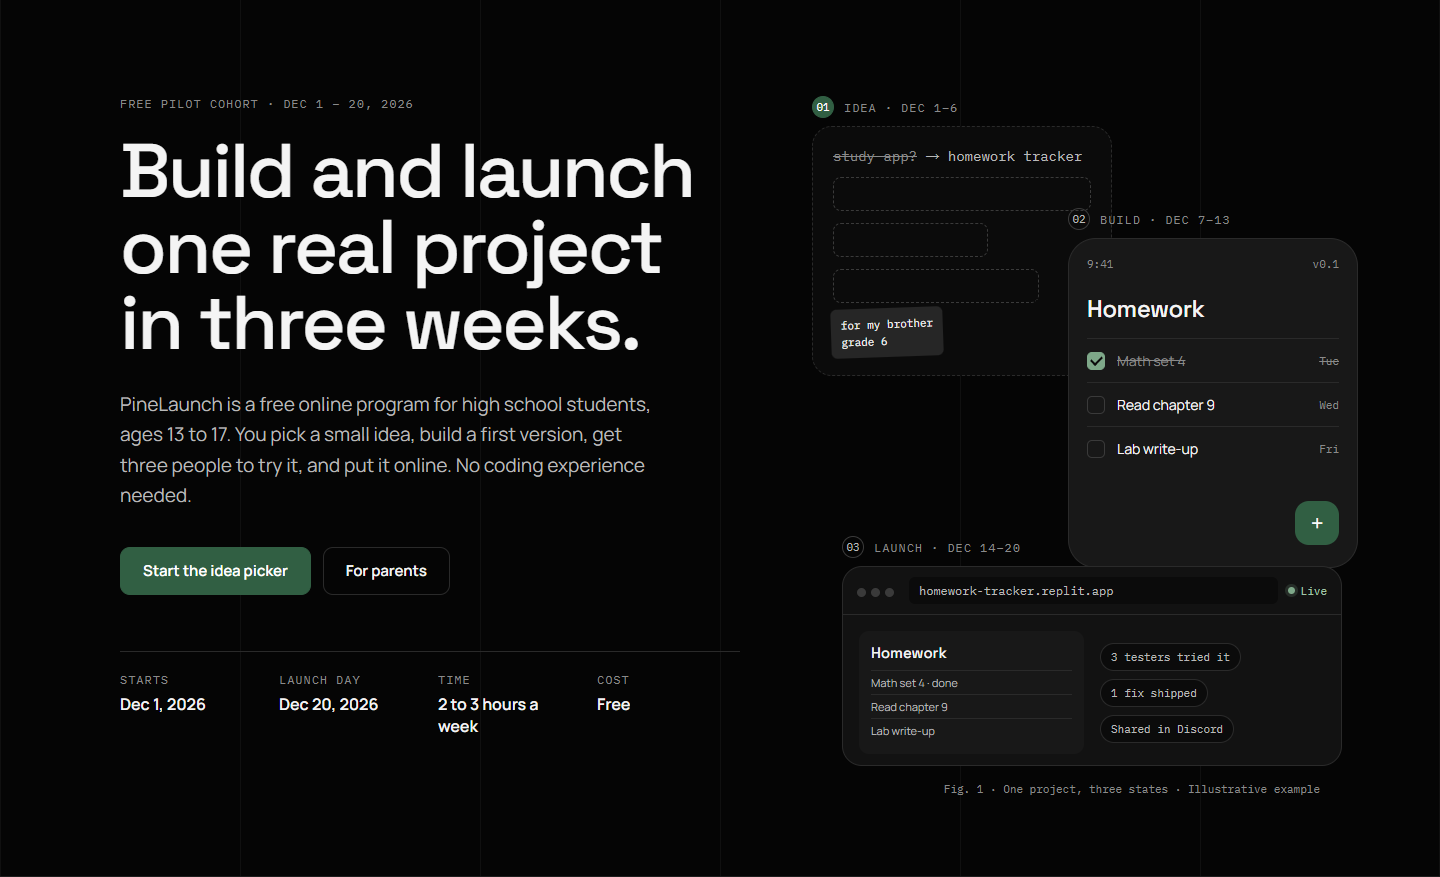 FREE PILOT COHORT · DEC 1 – 20, 2026
Build and launch
one real project
in three weeks.
PineLaunch is a free online program for high school students,
ages 13 to 17. You pick a small idea, build a first version, get
three people to try it, and put it online. No coding experience
needed.
Start the idea picker
For parents
STARTS
Dec 1, 2026
LAUNCH DAY
Dec 20, 2026
TIME
2 to 3 hours a
week
COST
Free
01 IDEA · DEC 1–6
study app? → homework tracker
for my brother
grade 6
02 BUILD · DEC 7–13
9:41 v0.1
Homework
Math set 4 Tue
Read chapter 9 Wed
Lab write-up Fri
+
03 LAUNCH · DEC 14–20
homework-tracker.replit.app Live
Homework
Math set 4 · done
Read chapter 9
Lab write-up
3 testers tried it
1 fix shipped
Shared in Discord
Fig. 1 · One project, three states · Illustrative example